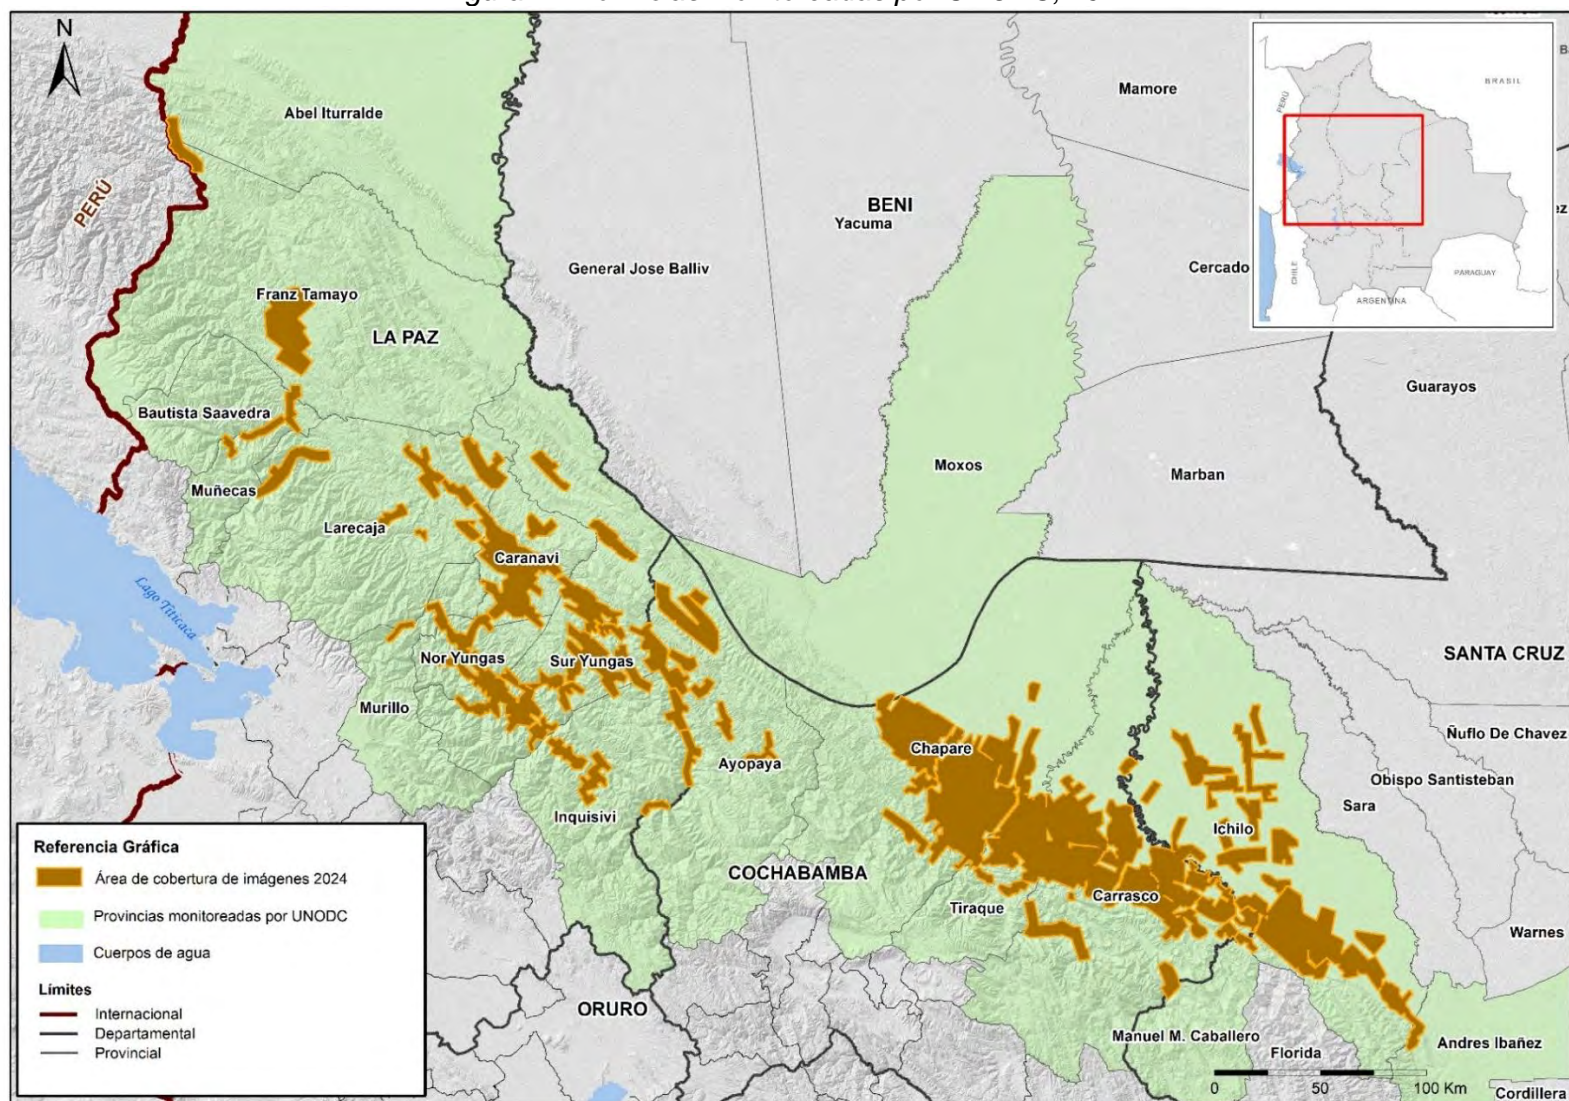 Abel Iturralde
Mamore
BRASIL
PERÚ
PERÚ
BENI
Yacuma
General Jose Balliv
Cercado
CHILE
PARAGUAY
ARGENTINA
Franz Tamayo
LA PAZ
Guarayos
Bautista Saavedra
Moxos
Marban
Muñecas
Larecaja
Caranavi
Lago Titicaca
Nor Yungas
Sur Yungas
SANTA CRUZ
Murillo
Ñuflo De Chavez
Chapare
Ayopaya
Obispo Santisteban
Sara
Inquisivi
Ichilo
COCHABAMBA
Carrasco
Tiraque
Warnes
ORURO
Manuel M. Caballero
Florida
Andres Ibañez
Cordillera
0 50 100 Km
N
Referencia Gráfica
Área de cobertura de imágenes 2024
Provincias monitoreadas por UNODC
Cuerpos de agua
Límites
Internacional
Departamental
Provincial